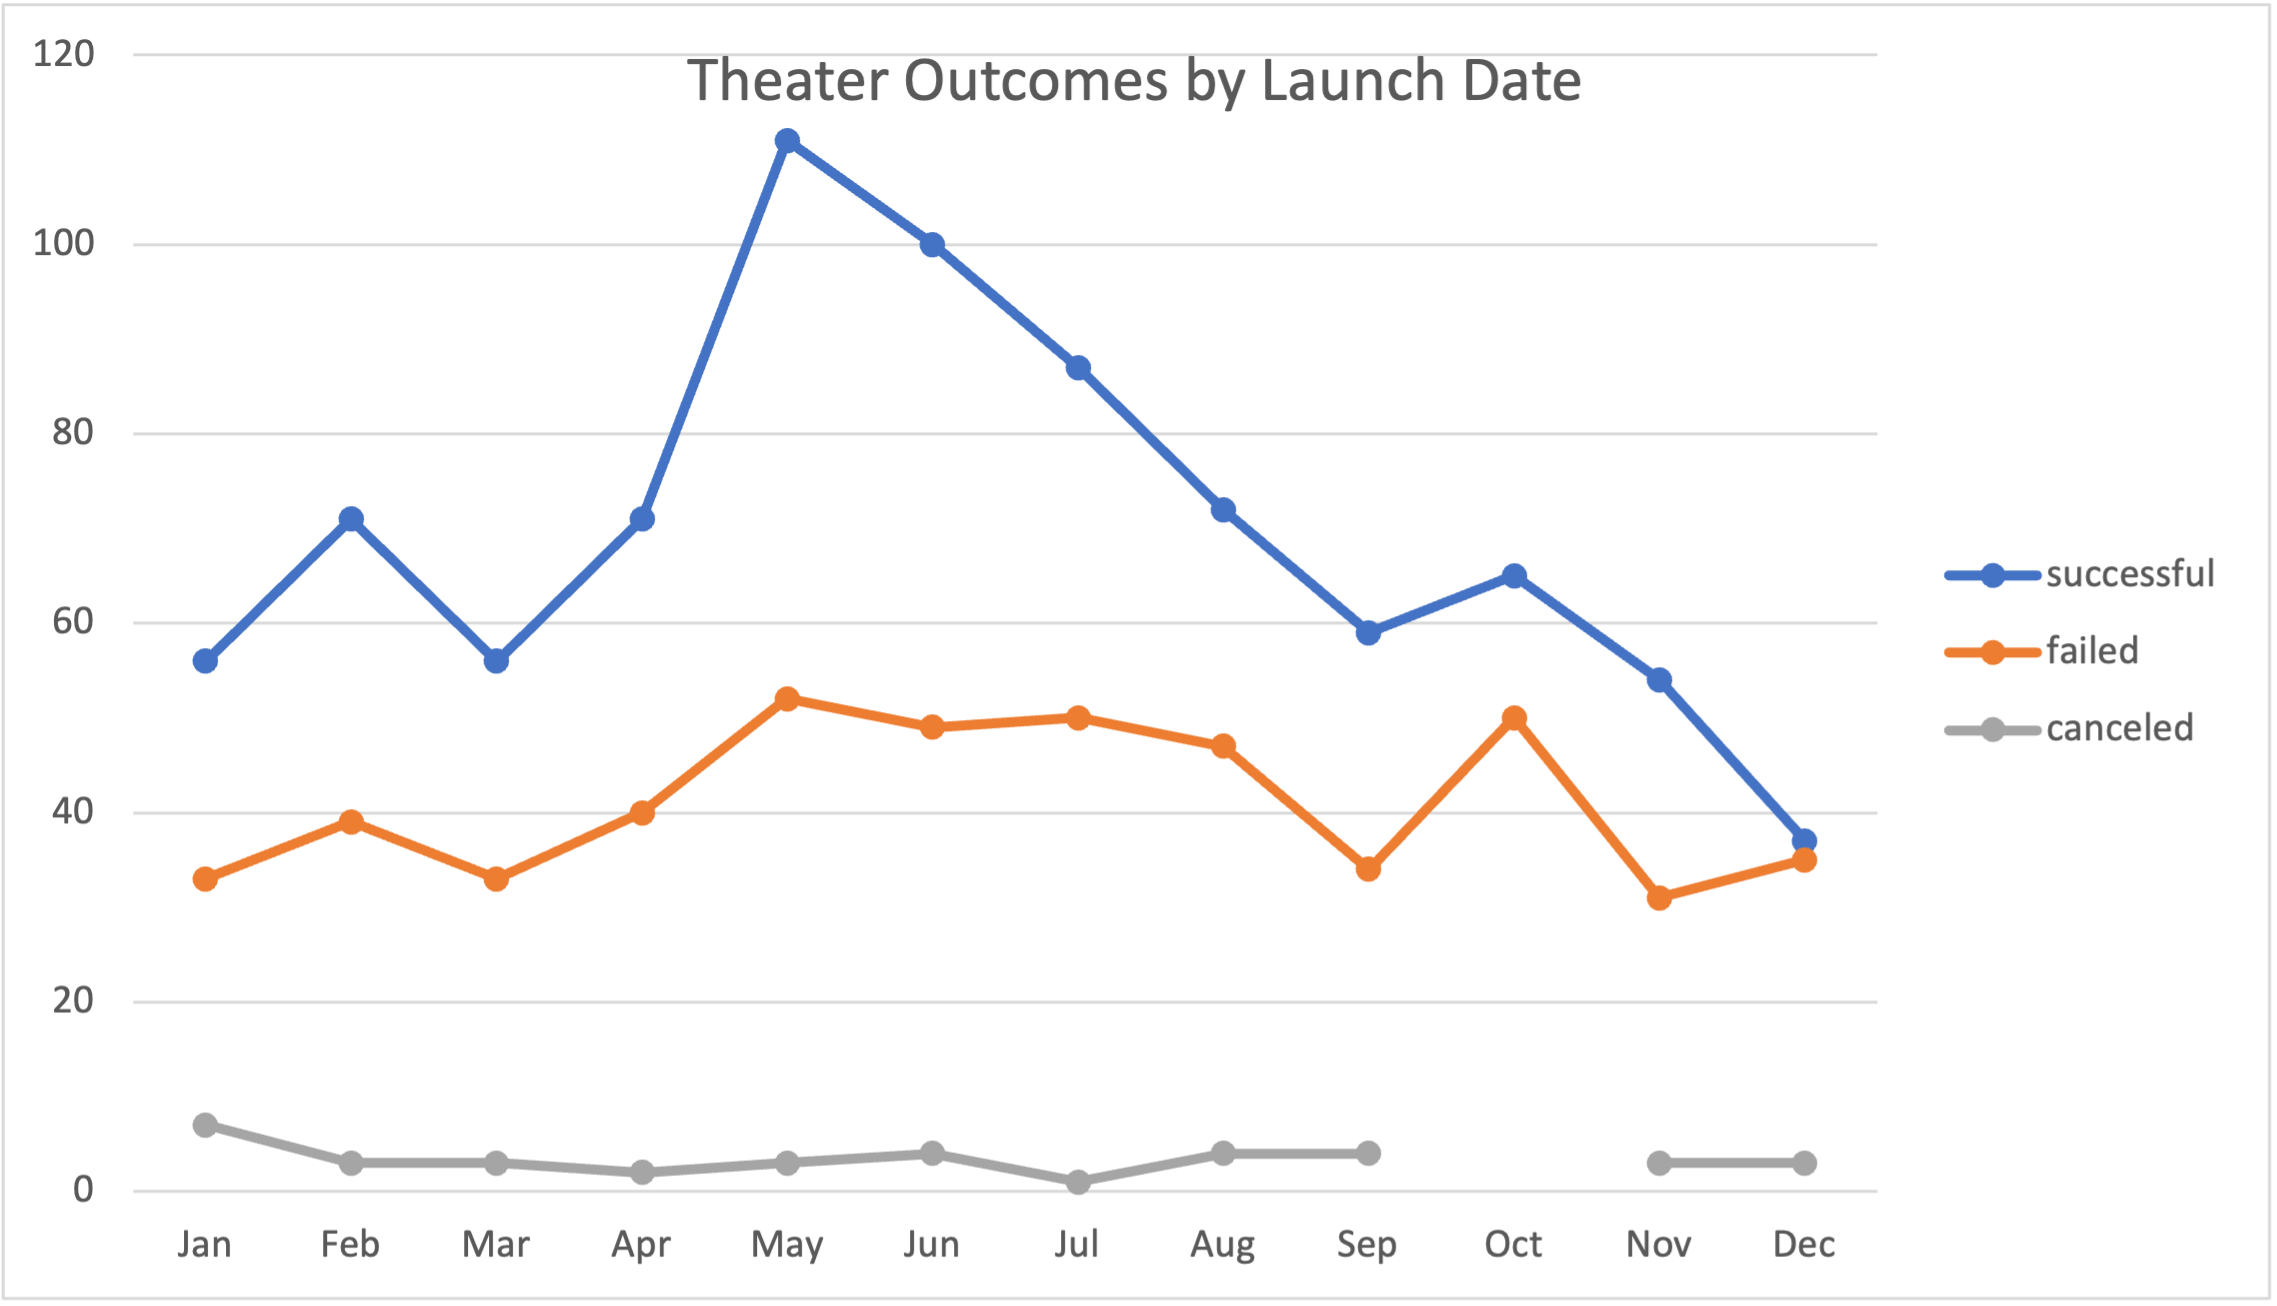 Theater Outcomes by Launch Date
120
100
80
60
40
20
0
Jan Feb Mar Apr May Jun Jul Aug Sep Oct Nov Dec
successful
failed
canceled